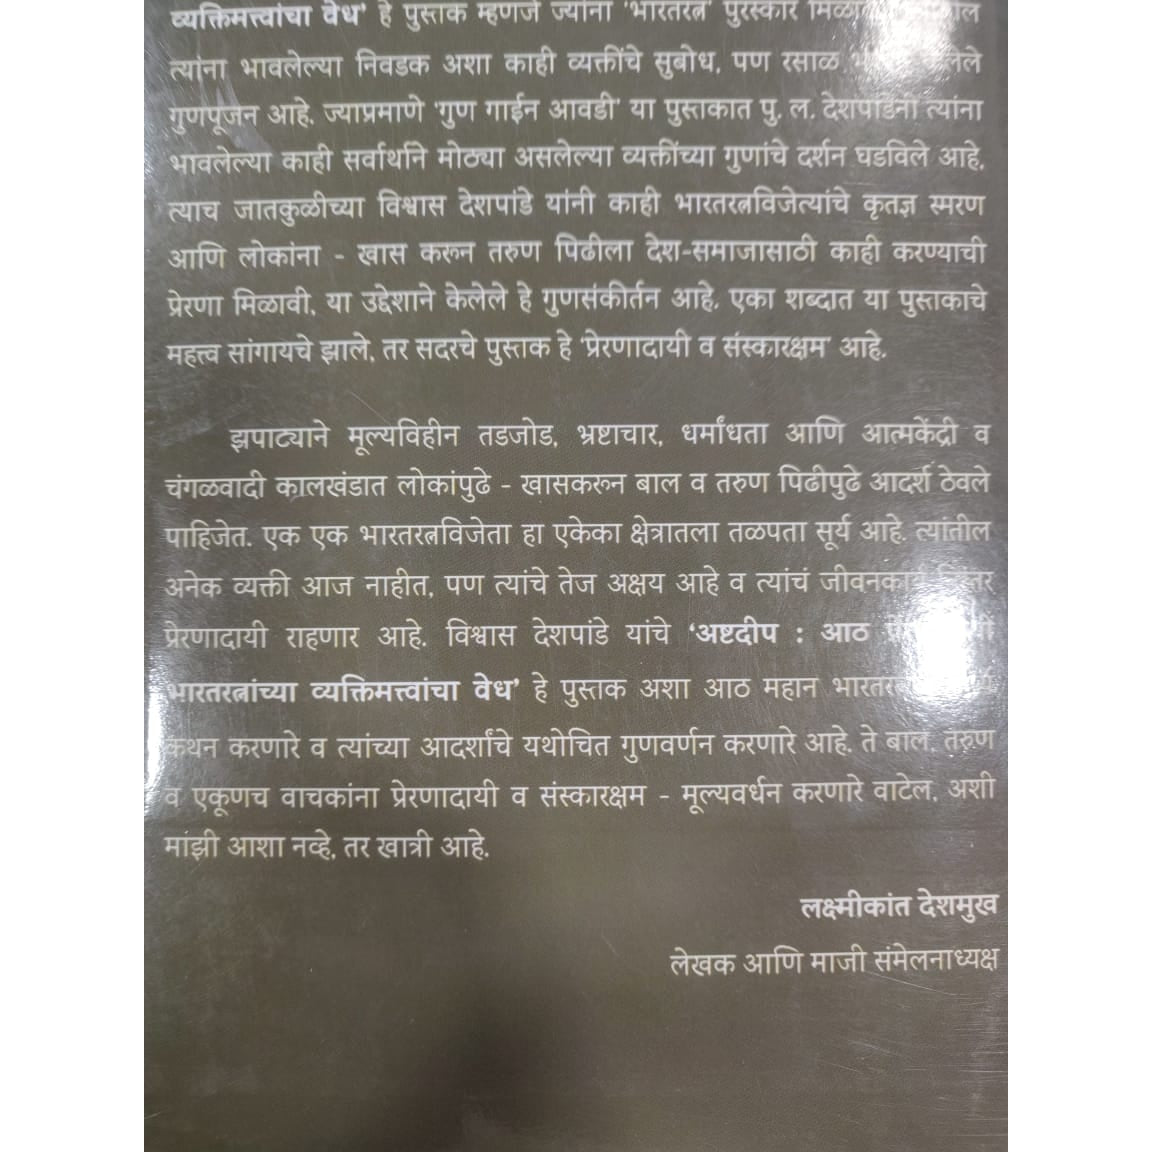 व्यक्तिमत्त्वांचा वेध' हे पुस्तक म्हणजे ज्यांना 'भारतरत्न' पुरस्कार
त्यांना भावलेल्या निवडक अशा काही व्यक्तींचे सुबोध, पण रसाळ
गुणपूजन आहे. ज्याप्रमाणे 'गुण गाईन आवडी' या पुस्तकात पु. ल. देशपांडेंनी त्यांना
भावलेल्या काही सर्वार्थाने मोठ्या असलेल्या व्यक्तींच्या गुणांचे दर्शन घडविले आहे,
त्याच जातकुळीच्या विश्वास देशपांडे यांनी काही भारतरत्नविजेत्यांचे कृतज्ञ स्मरण
आणि लोकांना - खास करून तरुण पिढीला देश-समाजासाठी काही करण्याची
प्रेरणा मिळावी, या उद्देशाने केलेले हे गुणसंकीर्तन आहे. एका शब्दात या पुस्तकाचे
महत्त्व सांगायचे झाले, तर सदरचे पुस्तक हे 'प्रेरणादायी व संस्कारक्षम' आहे.
झपाट्याने मूल्यविहीन तडजोड, भ्रष्टाचार, धर्मांधता आणि आत्मकेंद्री व
चंगळवादी कालखंडात लोकांपुढे - खासकरून बाल व तरुण पिढीपुढे आदर्श ठेवले
पाहिजेत. एक एक भारतरत्नविजेता हा एकेका क्षेत्रातला तळपता सूर्य आहे. त्यांतील
अनेक व्यक्ती आज नाहीत, पण त्यांचे तेज अक्षय आहे व त्यांचं
प्रेरणादायी राहणार आहे. विश्वास देशपांडे यांचे 'अष्टदीप : आठ
भारतरत्नांच्या व्यक्तिमत्त्वांचा वेध' हे पुस्तक अशा आठ महान
कथन करणारे व त्यांच्या आदर्शांचे यथोचित गुणवर्णन करणारे आहे. ते बाल, तरुण
व एकूणच वाचकांना प्रेरणादायी व संस्कारक्षम - मूल्यवर्धन करणारे वाटेल, अशी
माझी आशा नव्हे, तर खात्री आहे.
लक्ष्मीकांत देशमुख
लेखक आणि माजी संमेलनाध्यक्ष